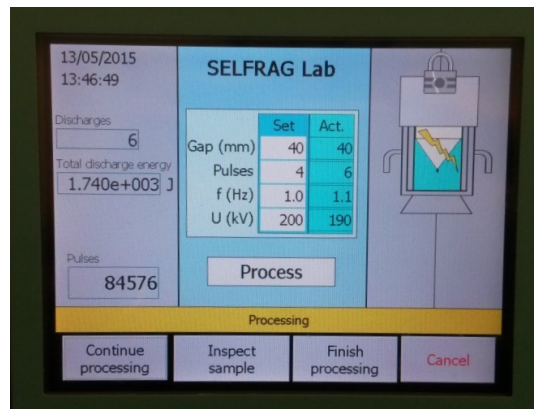 13/05/2015
13:46:49
SELFRAG Lab
Discharges
6
Total discharge energy
1.740e+003 J
Pulses
84576
Set Act.
Gap (mm) 40 40
Pulses 4 6
f (Hz) 1.0 1.1
U (kV) 200 190
Process
Processing
Continue processing
Inspect sample
Finish processing
Cancel